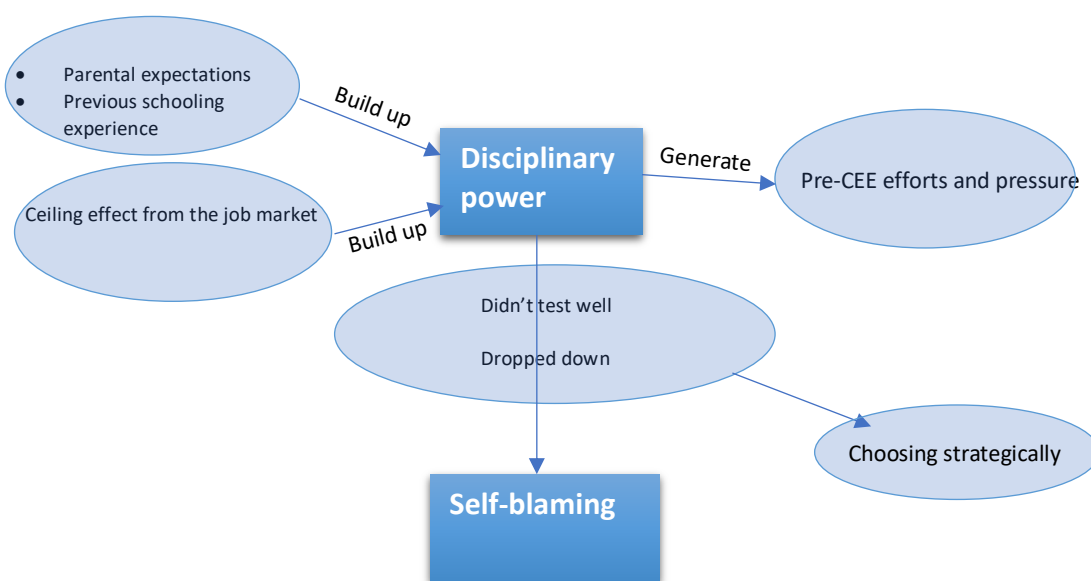 • Parental expectations
• Previous schooling
experience
Build up
Disciplinary
power
Generate
Pre-CEE efforts and pressure
Ceiling effect from the job market
Build up
Didn’t test well
Dropped down
Choosing strategically
Self-blaming